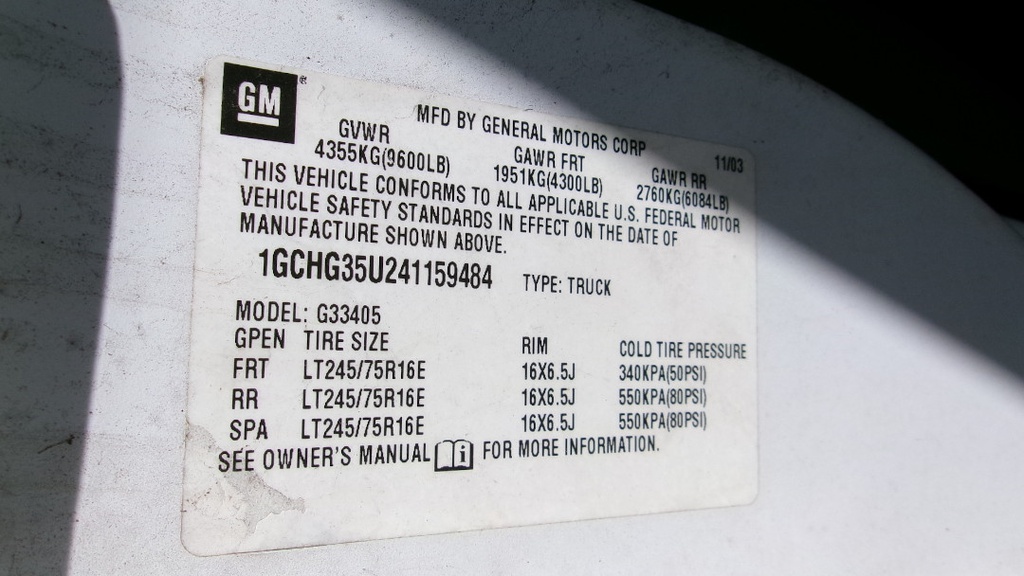 GM
MFD BY GENERAL MOTORS CORP 11/03
GVWR GAWR FRT GAWR RR
4355KG(9600LB) 1951KG(4300LB) 2760KG(6084LB)
THIS VEHICLE CONFORMS TO ALL APPLICABLE U.S. FEDERAL MOTOR
VEHICLE SAFETY STANDARDS IN EFFECT ON THE DATE OF
MANUFACTURE SHOWN ABOVE.
1GCHG35U241159484 TYPE: TRUCK
MODEL: G33405
GPEN TIRE SIZE RIM COLD TIRE PRESSURE
FRT LT245/75R16E 16X6.5J 340KPA(50PSI)
RR LT245/75R16E 16X6.5J 550KPA(80PSI)
SPA LT245/75R16E 16X6.5J 550KPA(80PSI)
SEE OWNER'S MANUAL FOR MORE INFORMATION.